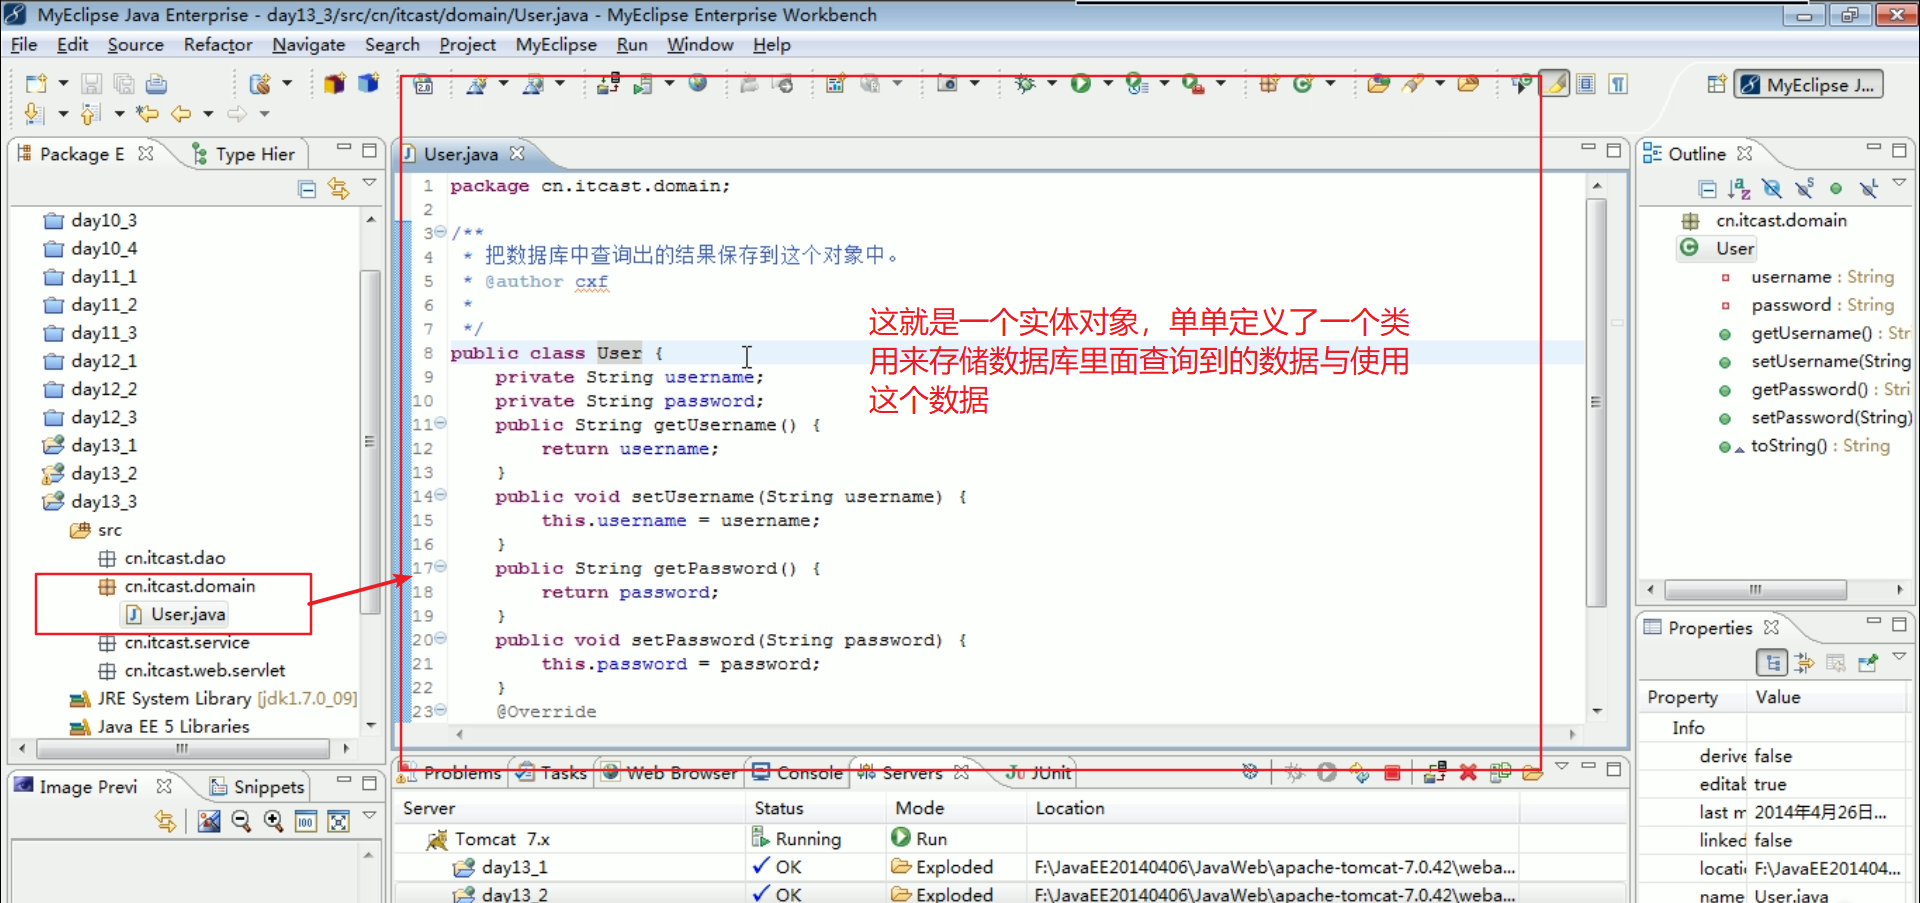 MyEclipse Java Enterprise - day13_3/src/cn/itcast/domain/User.java - MyEclipse Enterprise Workbench
File Edit Source Refactor Navigate Search Project MyEclipse Run Window Help
MyEclipse J...
Package E
Type Hier
day10_3
day10_4
day11_1
day11_2
day11_3
day12_1
day12_2
day12_3
day13_1
day13_2
day13_3
src
cn.itcast.dao
cn.itcast.domain
User.java
cn.itcast.service
cn.itcast.web.servlet
JRE System Library [jdk1.7.0_09]
Java EE 5 Libraries
Image Previ
Snippets
User.java
1 package cn.itcast.domain;
2
3 /**
4 * 把数据库中查询出的结果保存到这个对象中。
5 * @author cxf
6 *
7 */
8 public class User {
9 private String username;
10 private String password;
11 public String getUsername() {
12 return username;
13 }
14 public void setUsername(String username) {
15 this.username = username;
16 }
17 public String getPassword() {
18 return password;
19 }
20 public void setPassword(String password) {
21 this.password = password;
22 }
23 @Override
这就是一个实体对象，单单定义了一个类
用来存储数据库里面查询到的数据与使用
这个数据
Problems Tasks Web Browser Console Servers JUnit
Server Status Mode Location
Tomcat 7.x Running Run
day13_1 OK Exploded F:\JavaEE20140406\JavaWeb\apache-tomcat-7.0.42\weba...
day13_2 OK Exploded F:\JavaEE20140406\JavaWeb\apache-tomcat-7.0.42\weba...
Outline
cn.itcast.domain
User
username : String
password : String
getUsername() : Str
setUsername(String
getPassword() : Stri
setPassword(String)
toString() : String
Properties
Property Value
Info
derive false
editab true
last m 2014年4月26日...
linked false
locati F:\JavaEE201404...
name User.java